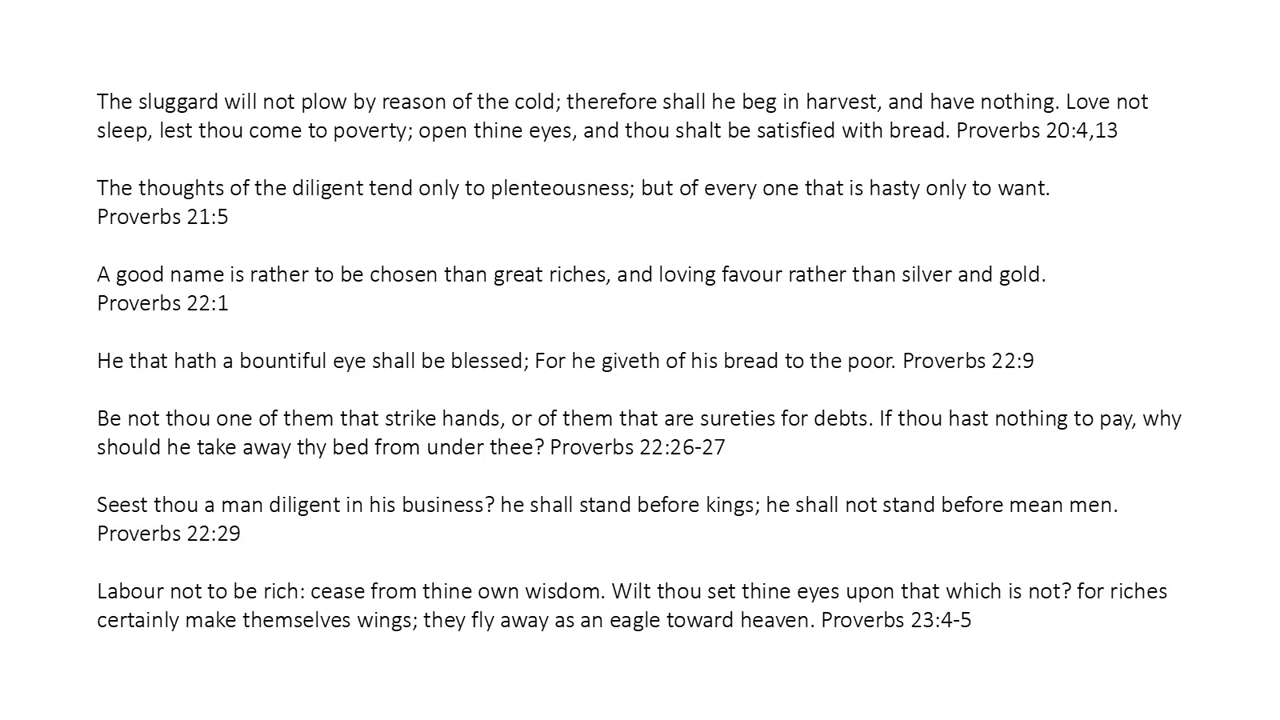 The sluggard will not plow by reason of the cold; therefore shall he beg in harvest, and have nothing. Love not
sleep, lest thou come to poverty; open thine eyes, and thou shalt be satisfied with bread. Proverbs 20:4,13
The thoughts of the diligent tend only to plenteousness; but of every one that is hasty only to want.
Proverbs 21:5
A good name is rather to be chosen than great riches, and loving favour rather than silver and gold.
Proverbs 22:1
He that hath a bountiful eye shall be blessed; For he giveth of his bread to the poor. Proverbs 22:9
Be not thou one of them that strike hands, or of them that are sureties for debts. If thou hast nothing to pay, why
should he take away thy bed from under thee? Proverbs 22:26-27
Seest thou a man diligent in his business? he shall stand before kings; he shall not stand before mean men.
Proverbs 22:29
Labour not to be rich: cease from thine own wisdom. Wilt thou set thine eyes upon that which is not? for riches
certainly make themselves wings; they fly away as an eagle toward heaven. Proverbs 23:4-5